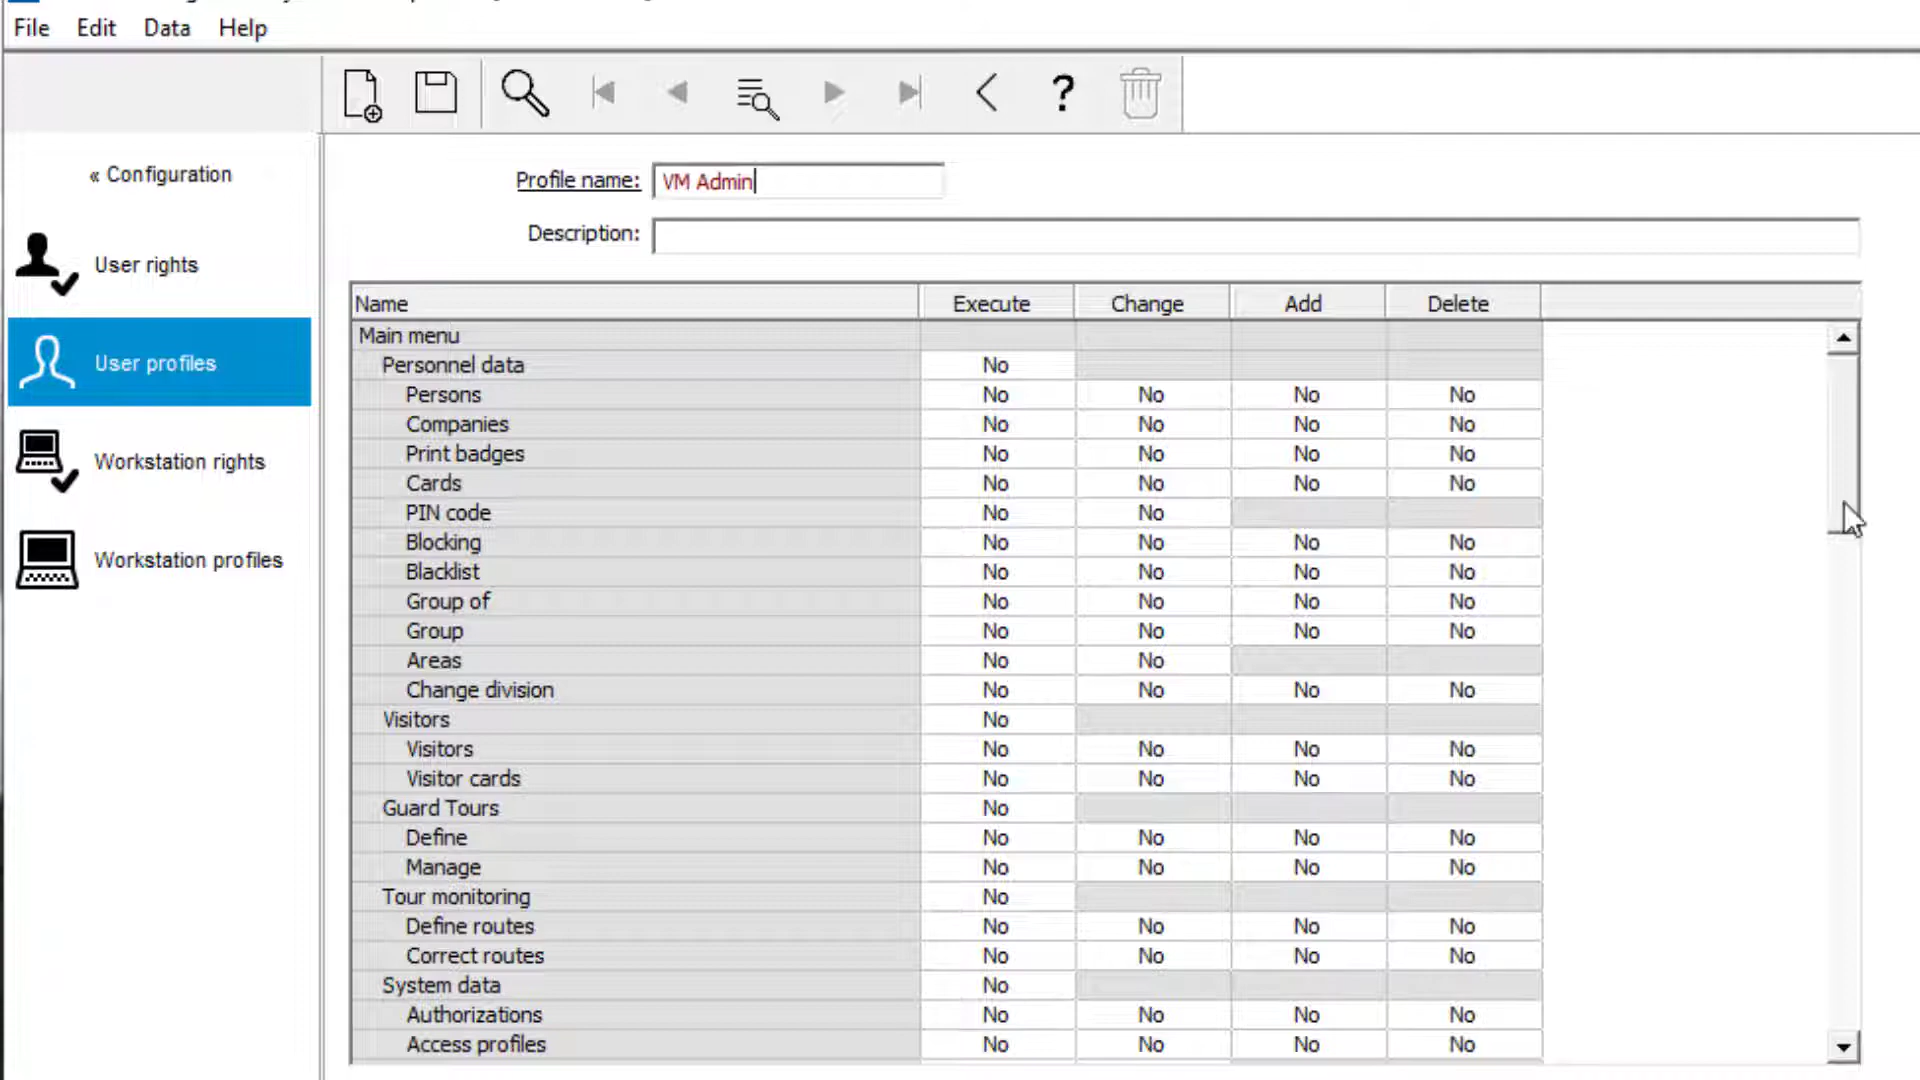 File Edit Data Help
?
« Configuration
User rights
User profiles
Workstation rights
Workstation profiles
Profile name: VM Admin
Description:
Name Execute Change Add Delete
Main menu
Personnel data No
Persons No No No No
Companies No No No No
Print badges No No No No
Cards No No No No
PIN code No No
Blocking No No No No
Blacklist No No No No
Group of No No No No
Group No No No No
Areas No No
Change division No No No No
Visitors No
Visitors No No No No
Visitor cards No No No No
Guard Tours No
Define No No No No
Manage No No No No
Tour monitoring No
Define routes No No No No
Correct routes No No No No
System data No
Authorizations No No No No
Access profiles No No No No